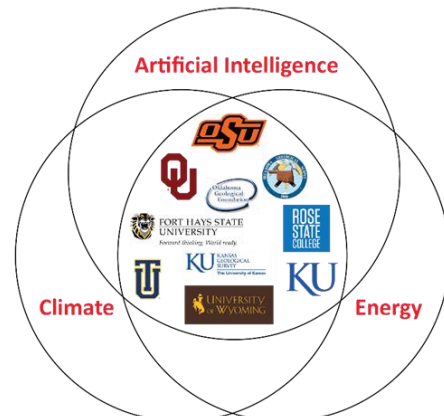 Artificial Intelligence
OSU
OU
Oklahoma
Geological
Foundation
FORT HAYS STATE
UNIVERSITY
Forward thinking. World ready.
ROSE
STATE
COLLEGE
KU KANSAS
GEOLOGICAL
SURVEY
The University of Kansas
TU
KU
Climate
Energy
UNIVERSITY
OF WYOMING